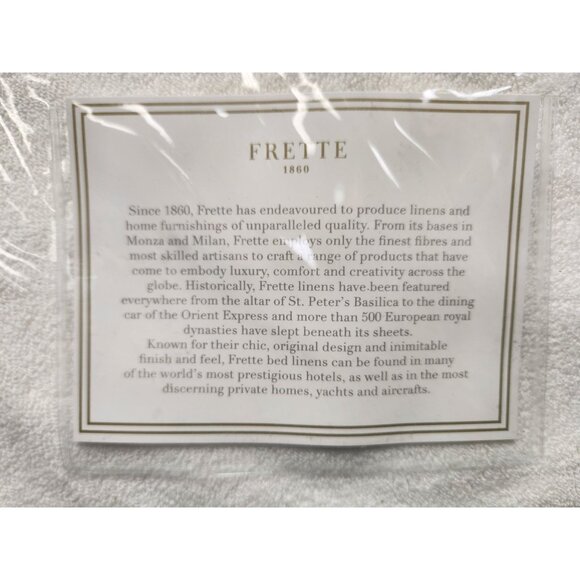 FRETTE
1860
Since 1860, Frette has endeavoured to produce linens and
home furnishings of unparalleled quality. From its bases in
Monza and Milan, Frette employs only the finest fibres and
most skilled artisans to craft a range of products that have
come to embody luxury, comfort and creativity across the
globe. Historically, Frette linens have been featured
everywhere from the altar of St. Peter's Basilica to the dining
car of the Orient Express and more than 500 European royal
dynasties have slept beneath its sheets.
Known for their chic, original design and inimitable
finish and feel, Frette bed linens can be found in many
of the world's most prestigious hotels, as well as in the most
discerning private homes, yachts and aircrafts.